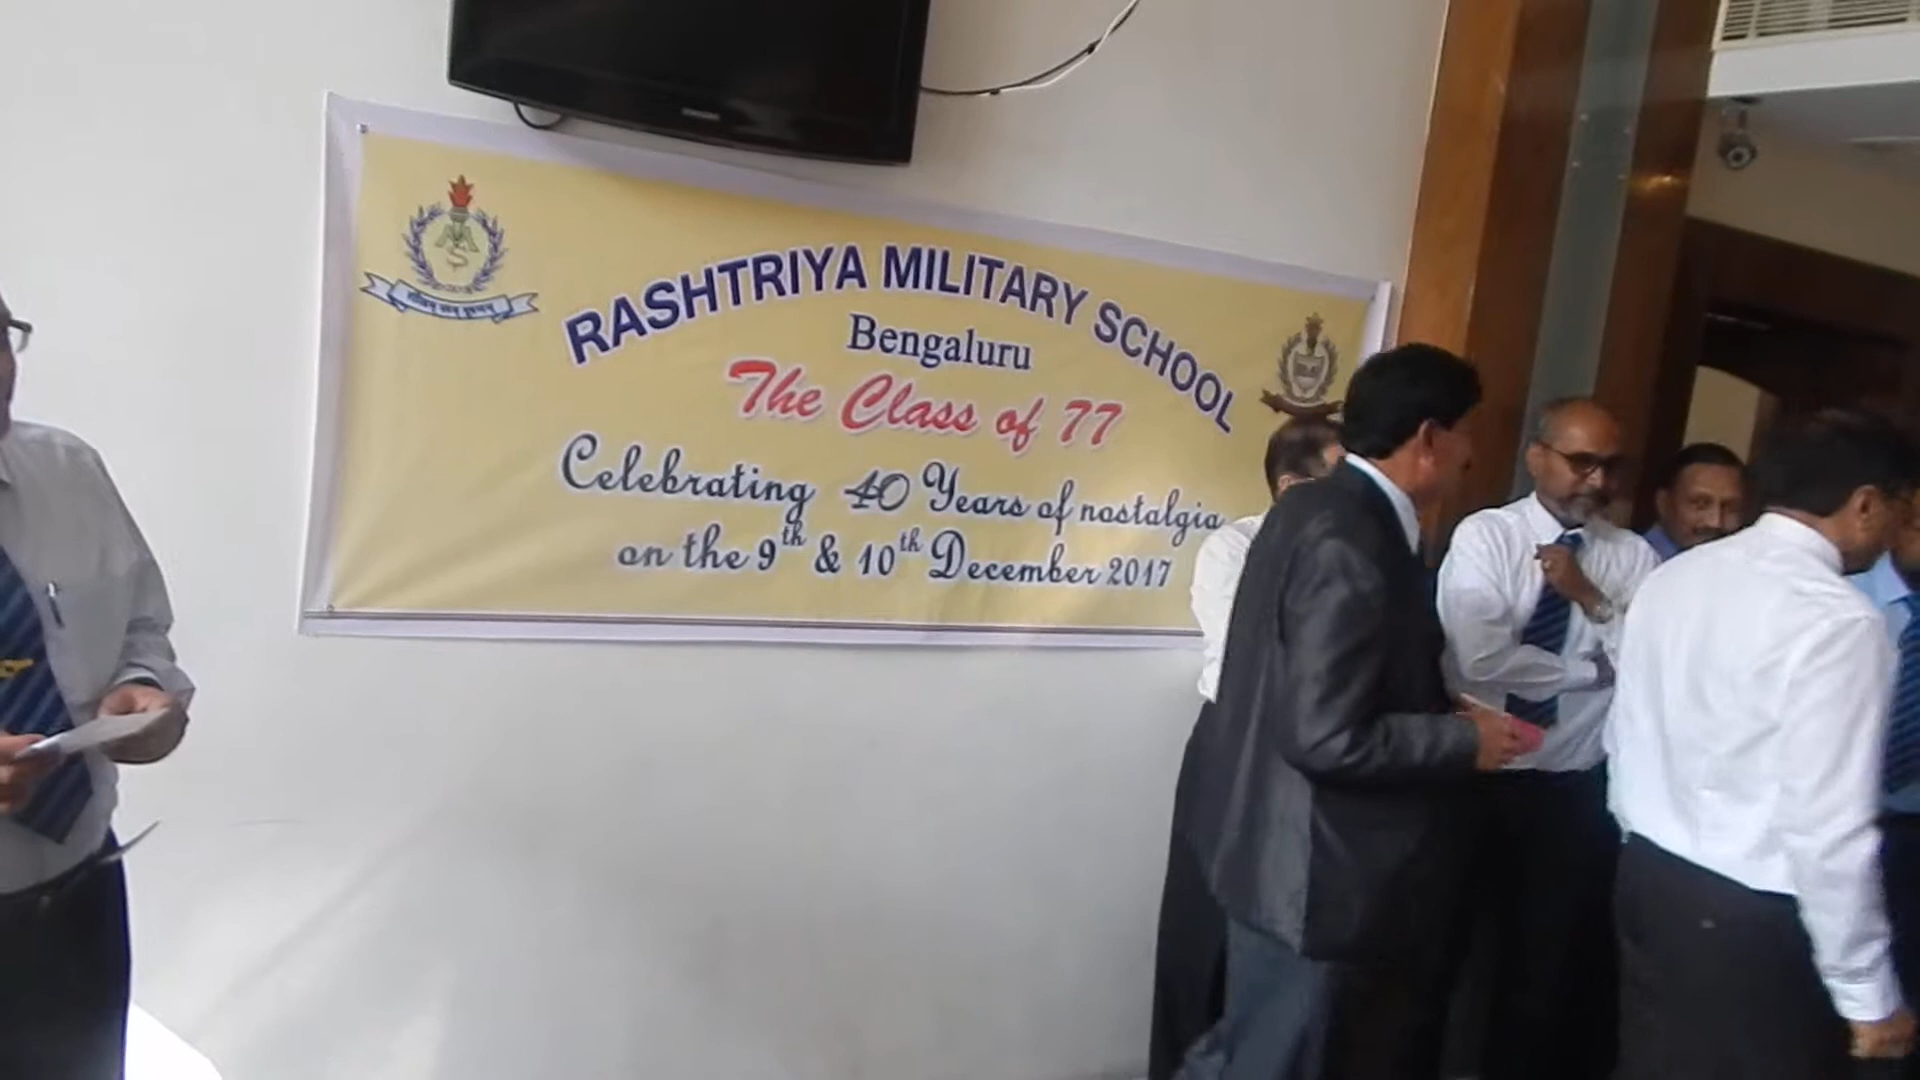 SAMSUNG
RASHTRIYA MILITARY SCHOOL
Bengaluru
The Class of 77
Celebrating 40 Years of nostalgia
on the 9th & 10th December 2017